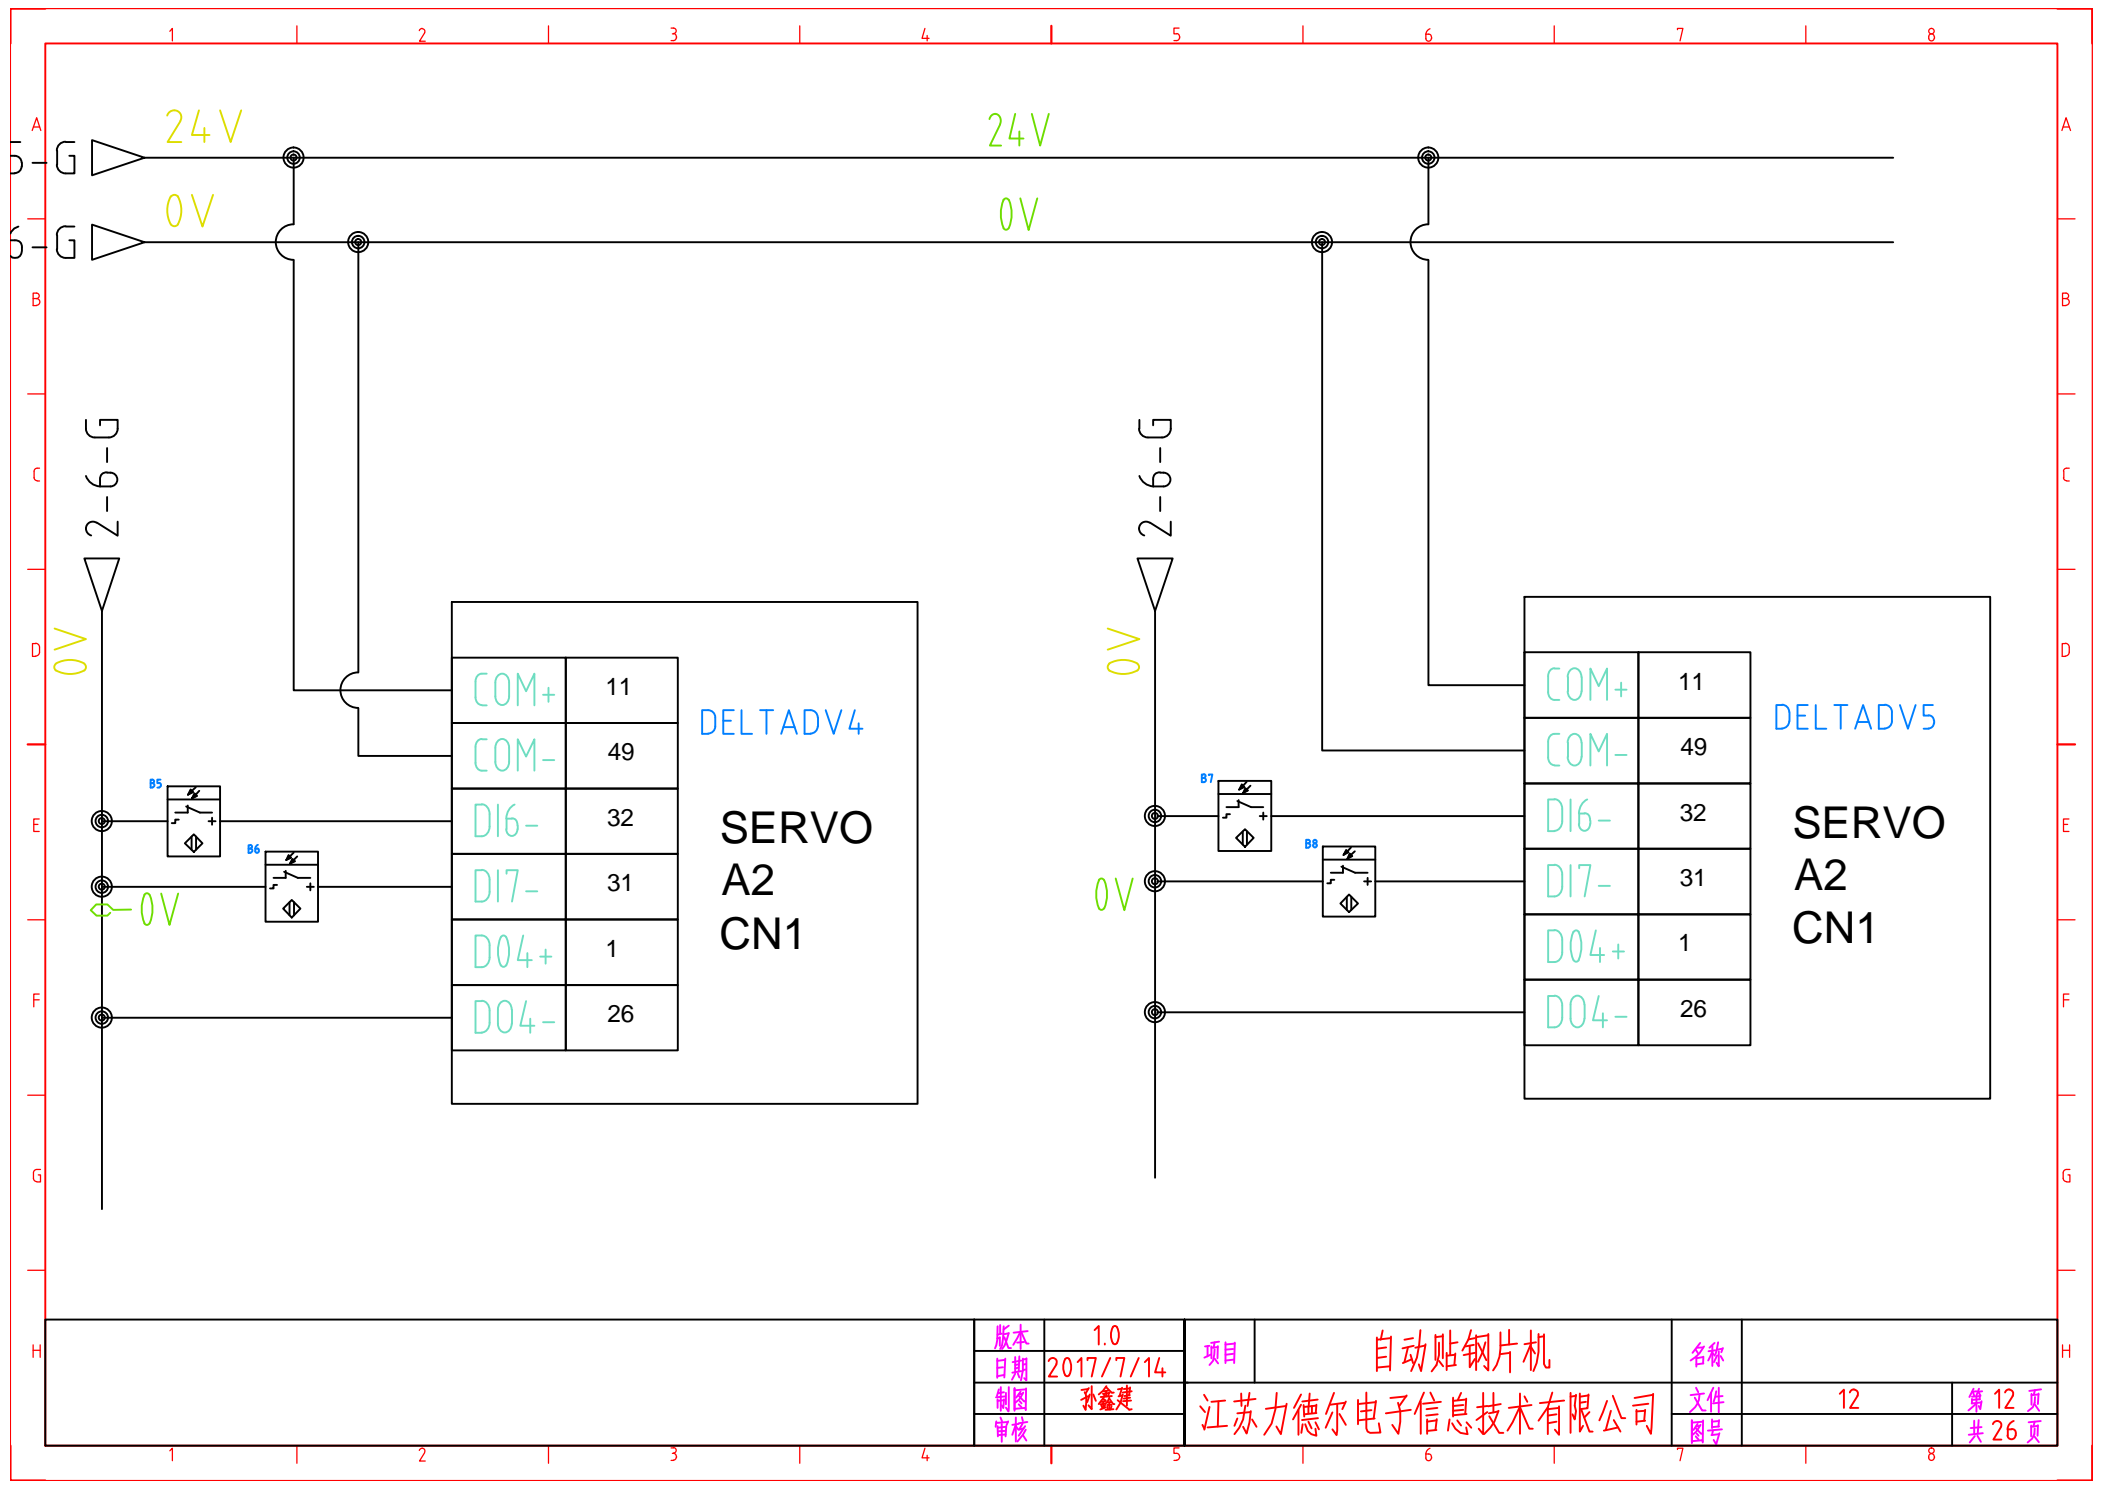 1 2 3 4 5 6 7 8
A A
24V 24V
5-G
0V 0V
6-G
B B
C C
2-6-G 2-6-G
D D
0V 0V
COM+ 11
COM- 49
DI6- 32
DI7- 31
D04+ 1
DO4- 26
DELTADV4
SERVO
A2
CN1
B5
B6
0V
COM+ 11
COM- 49
DI6- 32
DI7- 31
D04+ 1
DO4- 26
DELTADV5
SERVO
A2
CN1
B7
B8
0V
E E
F F
G G
H H
版本 1.0
日期 2017/7/14
制图 孙鑫建
审核
项目 自动贴钢片机
江苏力德尔电子信息技术有限公司
名称
文件 12 第 12 页
图号 共 26 页
1 2 3 4 5 6 7 8